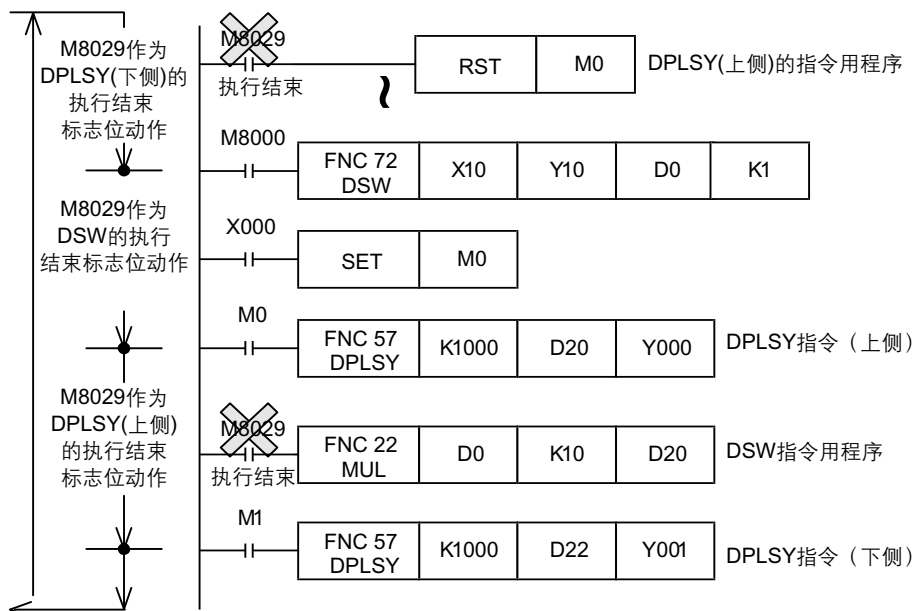 M8029作为
DPLSY(下侧)的
执行结束
标志位动作
M8029
执行结束
RST M0
DPLSY(上侧)的指令用程序
M8000
FNC 72
DSW
X10 Y10 D0 K1
M8029作为
DSW的执行
结束标志位动作
X000
SET M0
M0
FNC 57
DPLSY
K1000 D20 Y000
DPLSY指令（上侧）
M8029作为
DPLSY(上侧)
的执行结束
标志位动作
M8029
执行结束
FNC 22
MUL
D0 K10 D20
DSW指令用程序
M1
FNC 57
DPLSY
K1000 D22 Y001
DPLSY指令（下侧）